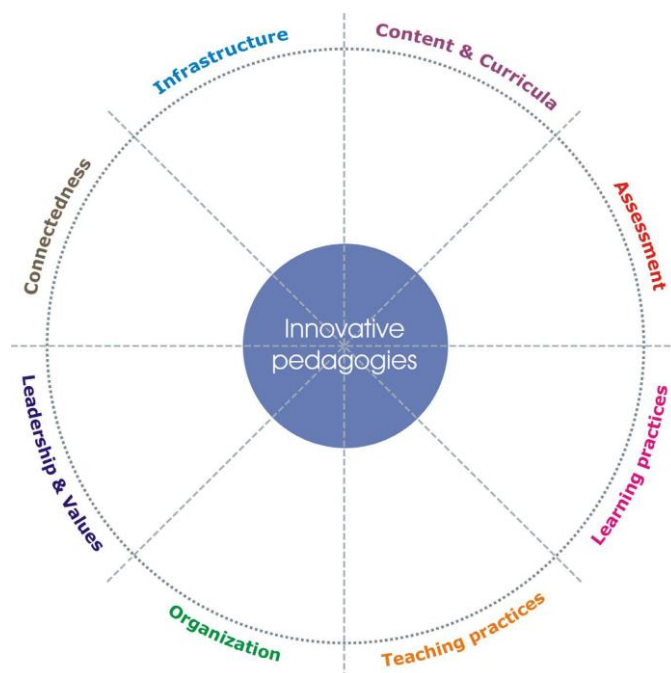 Infrastructure
Content & Curricula
Connectedness
Assessment
Innovative
pedagogies
Leadership & Values
Learning practices
Organization
Teaching practices